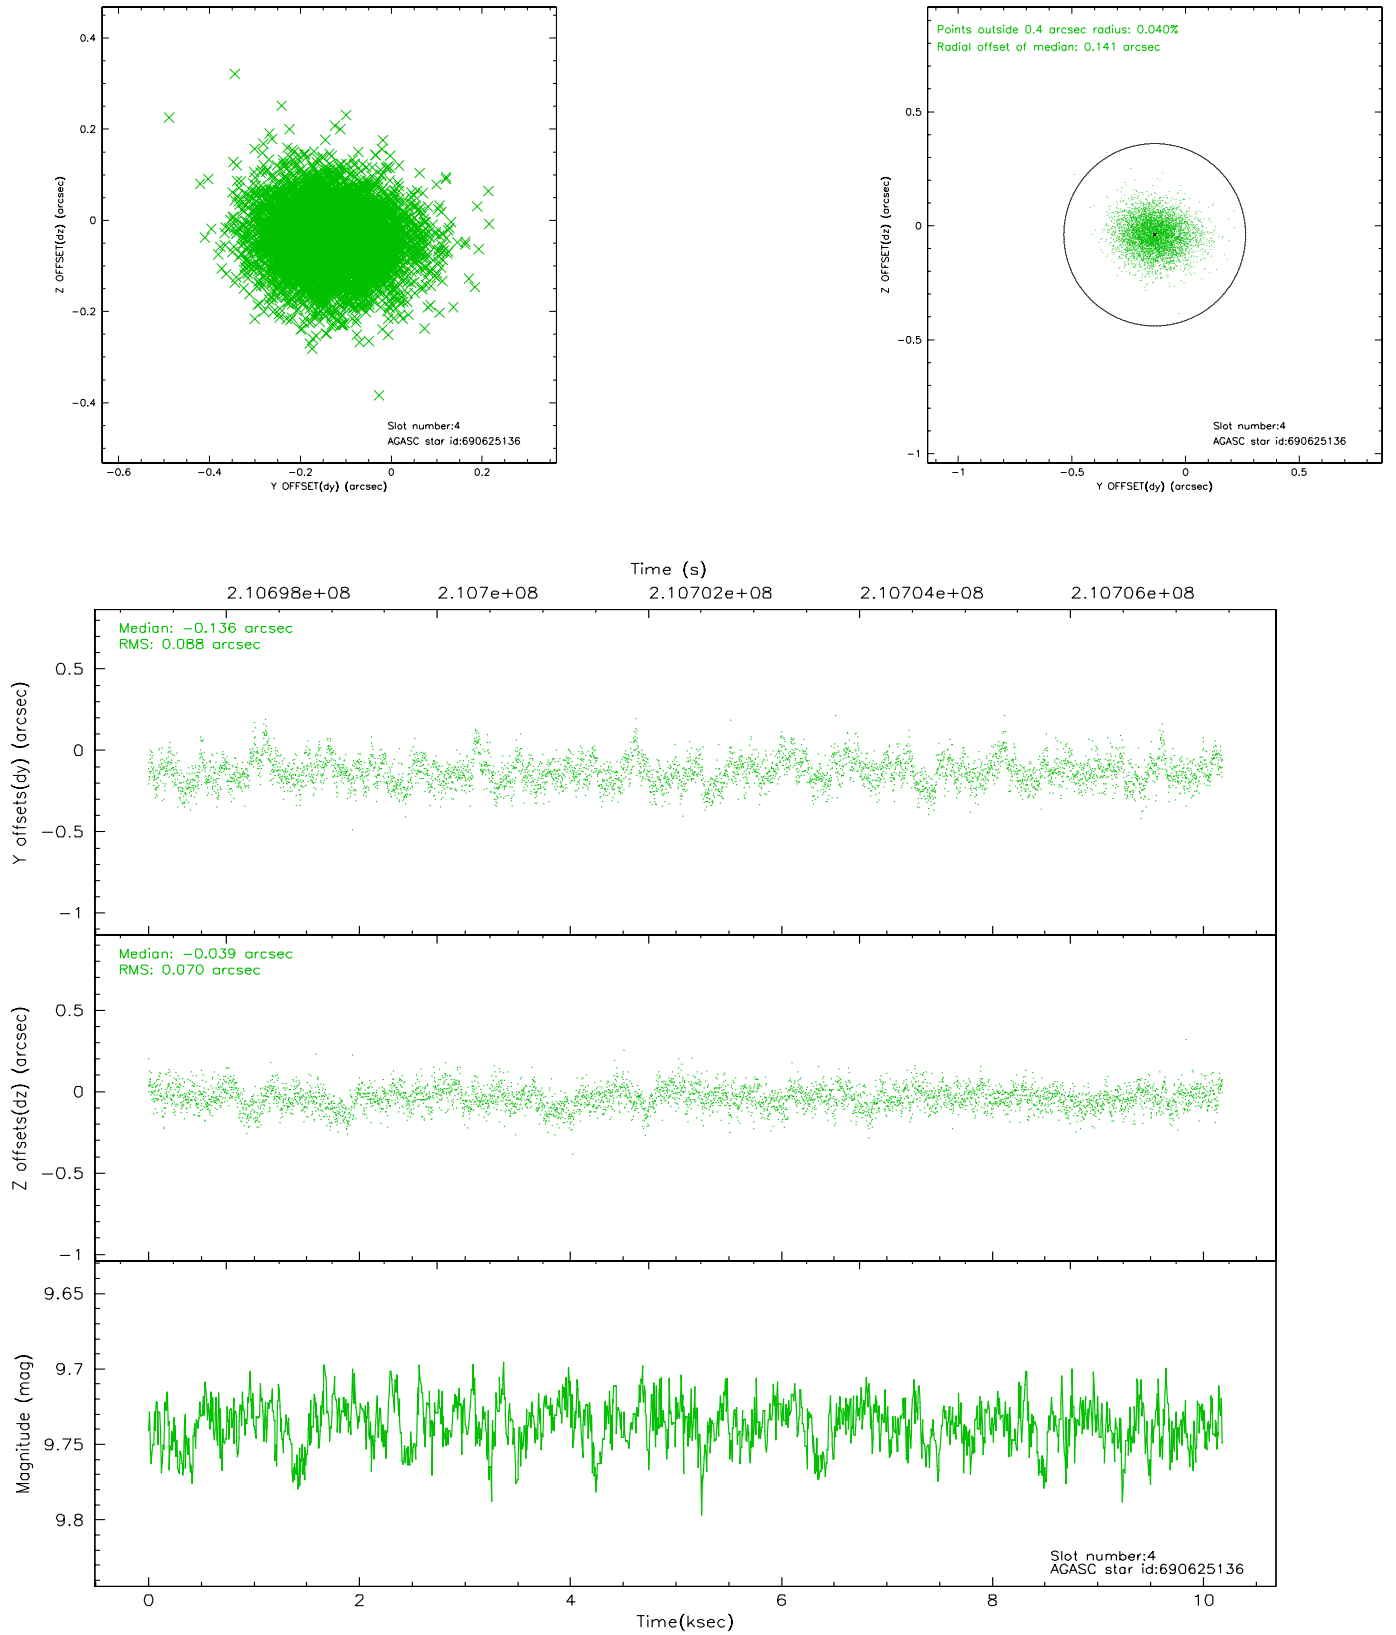 0.4
0.2
0
−0.2
−0.4
Z OFFSET(dz) (arcsec)
Slot number:4
AGASC star id:690625136
−0.6 −0.4 −0.2 0 0.2
Y OFFSET(dy) (arcsec)
Points outside 0.4 arcsec radius: 0.040%
Radial offset of median: 0.141 arcsec
0.5
0
−0.5
−1
Z OFFSET(dz) (arcsec)
Slot number:4
AGASC star id:690625136
−1 −0.5 0 0.5
Y OFFSET(dy) (arcsec)
Time (s)
2.10698e+08 2.107e+08 2.10702e+08 2.10704e+08 2.10706e+08
Median: −0.136 arcsec
RMS: 0.088 arcsec
0.5
0
−0.5
−1
Y offsets(dy) (arcsec)
Median: −0.039 arcsec
RMS: 0.070 arcsec
0.5
0
−0.5
−1
Z offsets(dz) (arcsec)
9.65
9.7
9.75
9.8
Magnitude (mag)
Slot number:4
AGASC star id:690625136
0 2 4 6 8 10
Time(ksec)